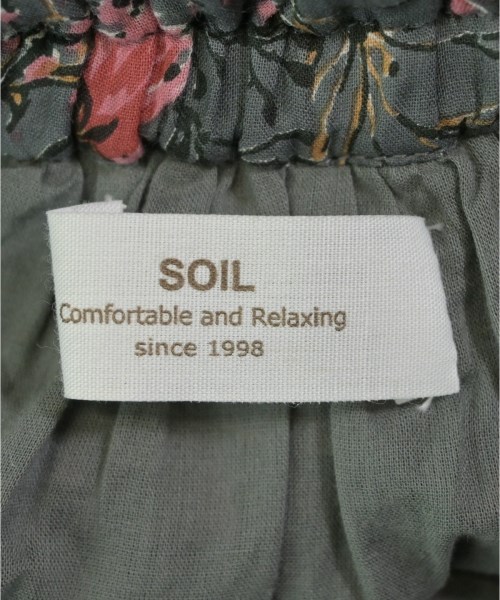 SOIL
Comfortable and Relaxing
since 1998